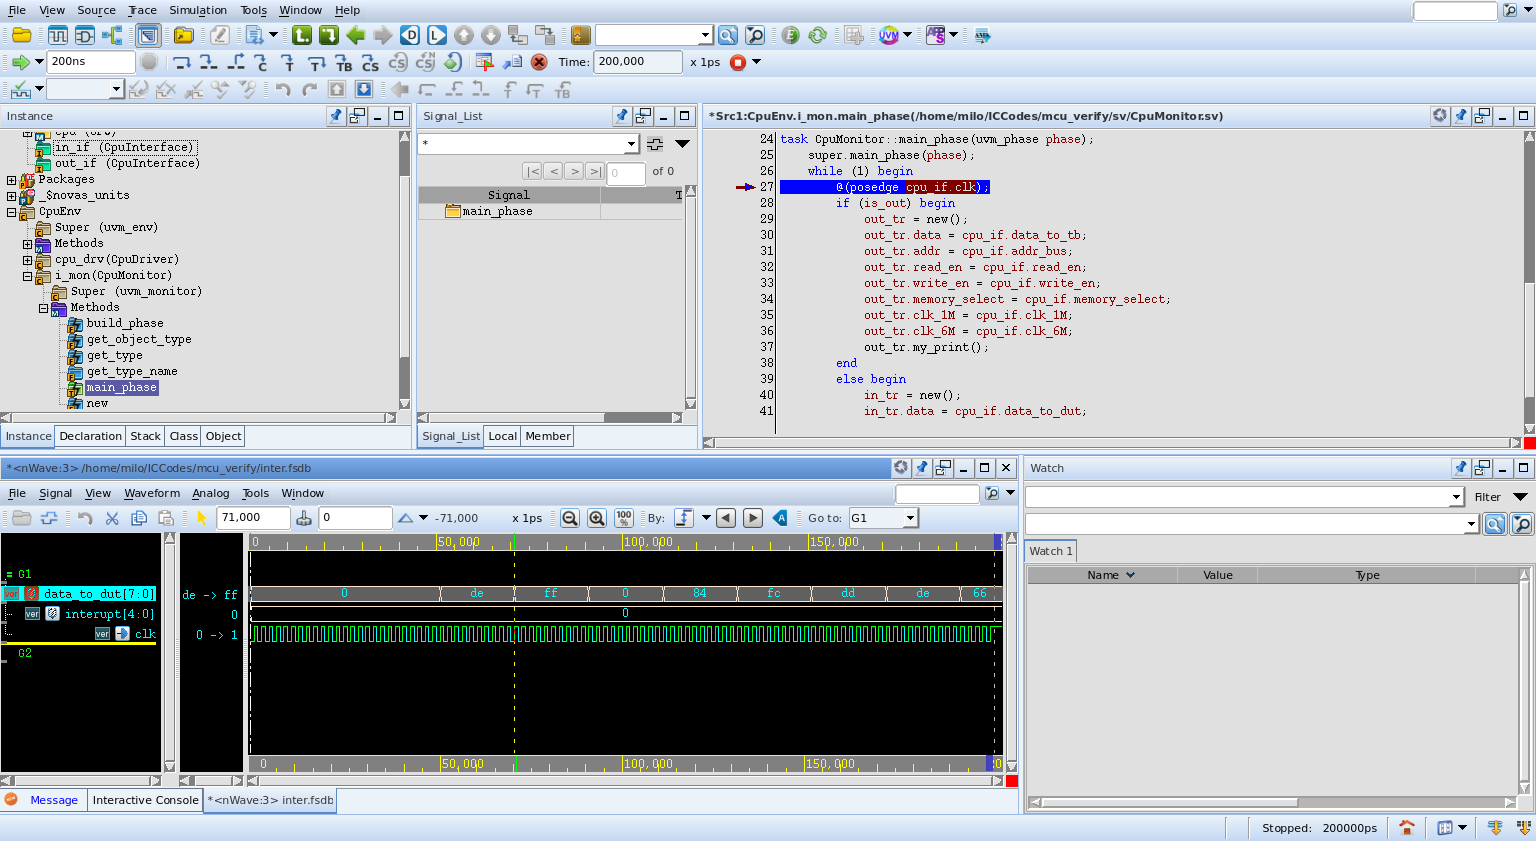 File View Source Trace Simulation Tools Window Help
200ns
Time: 200,000 x 1ps
Instance
Signal_List
*Src1:CpuEnv.i_mon.main_phase(/home/milo/ICCodes/mcu_verify/sv/CpuMonitor.sv)
cpu (drv)
in_if (CpuInterface)
out_if (CpuInterface)
Packages
_$novas_units
CpuEnv
Super (uvm_env)
Methods
cpu_drv(CpuDriver)
i_mon(CpuMonitor)
Super (uvm_monitor)
Methods
build_phase
get_object_type
get_type
get_type_name
main_phase
new
Instance Declaration Stack Class Object
*
0 of 0
Signal T
main_phase
Signal_List Local Member
24 task CpuMonitor::main_phase(uvm_phase phase);
25 super.main_phase(phase);
26 while (1) begin
27 @(posedge cpu_if.clk);
28 if (is_out) begin
29 out_tr = new();
30 out_tr.data = cpu_if.data_to_tb;
31 out_tr.addr = cpu_if.addr_bus;
32 out_tr.read_en = cpu_if.read_en;
33 out_tr.write_en = cpu_if.write_en;
34 out_tr.memory_select = cpu_if.memory_select;
35 out_tr.clk_1M = cpu_if.clk_1M;
36 out_tr.clk_6M = cpu_if.clk_6M;
37 out_tr.my_print();
38 end
39 else begin
40 in_tr = new();
41 in_tr.data = cpu_if.data_to_dut;
*<nWave:3> /home/milo/ICCodes/mcu_verify/inter.fsdb
File Signal View Waveform Analog Tools Window
71,000 0 -71,000 x 1ps 100% By: Go to: G1
0 50,000 100,000 150,000
G1
data_to_dut[7:0] de -> ff 0 de ff 0 84 fc dd de 66
interupt[4:0] 0 0
clk 0 -> 1
G2
0 50,000 100,000 150,000
Message Interactive Console *<nWave:3> inter.fsdb
Watch
Filter
Watch 1
Name Value Type
Stopped: 200000ps